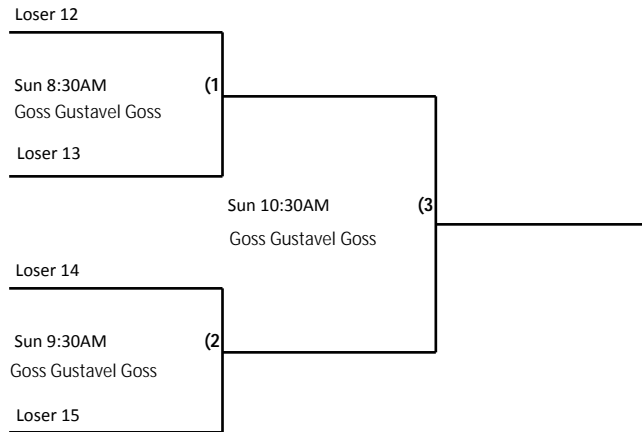 Loser 12
Sun 8:30AM (1
Goss Gustavel Goss
Loser 13
Sun 10:30AM (3
Goss Gustavel Goss
Loser 14
Sun 9:30AM (2
Goss Gustavel Goss
Loser 15